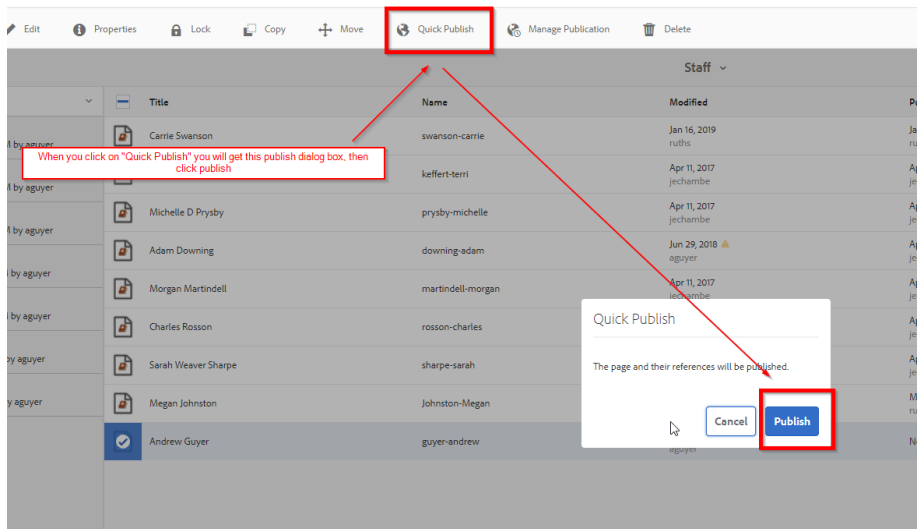 Edit Properties Lock Copy Move Quick Publish Manage Publication Delete
Staff
Title Name Modified
Carrie Swanson swanson-carrie Jan 16, 2019
ruths
M by aguyer
When you click on "Quick Publish" you will get this publish dialog box, then
click publish
keffert-terri Apr 11, 2017
jechambe
M by aguyer
Michelle D Prysby prysby-michelle Apr 11, 2017
jechambe
M by aguyer
Adam Downing downing-adam Jun 29, 2018
aguyer
by aguyer
Morgan Martindell martindell-morgan Apr 11, 2017
jechambe
by aguyer
Charles Rosson rosson-charles
Quick Publish
by aguyer
Sarah Weaver Sharpe sharpe-sarah
The page and their references will be published.
Megan Johnston Johnston-Megan
y aguyer
Cancel Publish
Andrew Guyer guyer-andrew
aguyer